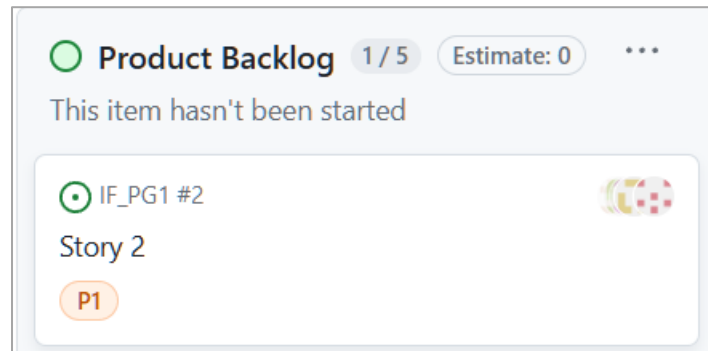 Product Backlog 1 / 5 Estimate: 0 ...
This item hasn't been started
IF_PG1 #2
Story 2
P1